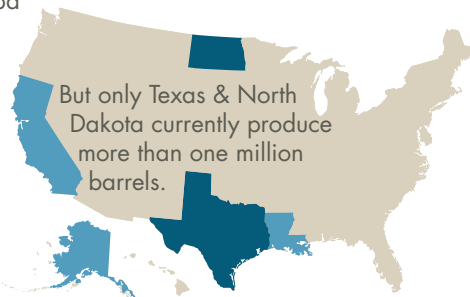 But only Texas & North
Dakota currently produce
more than one million
barrels.